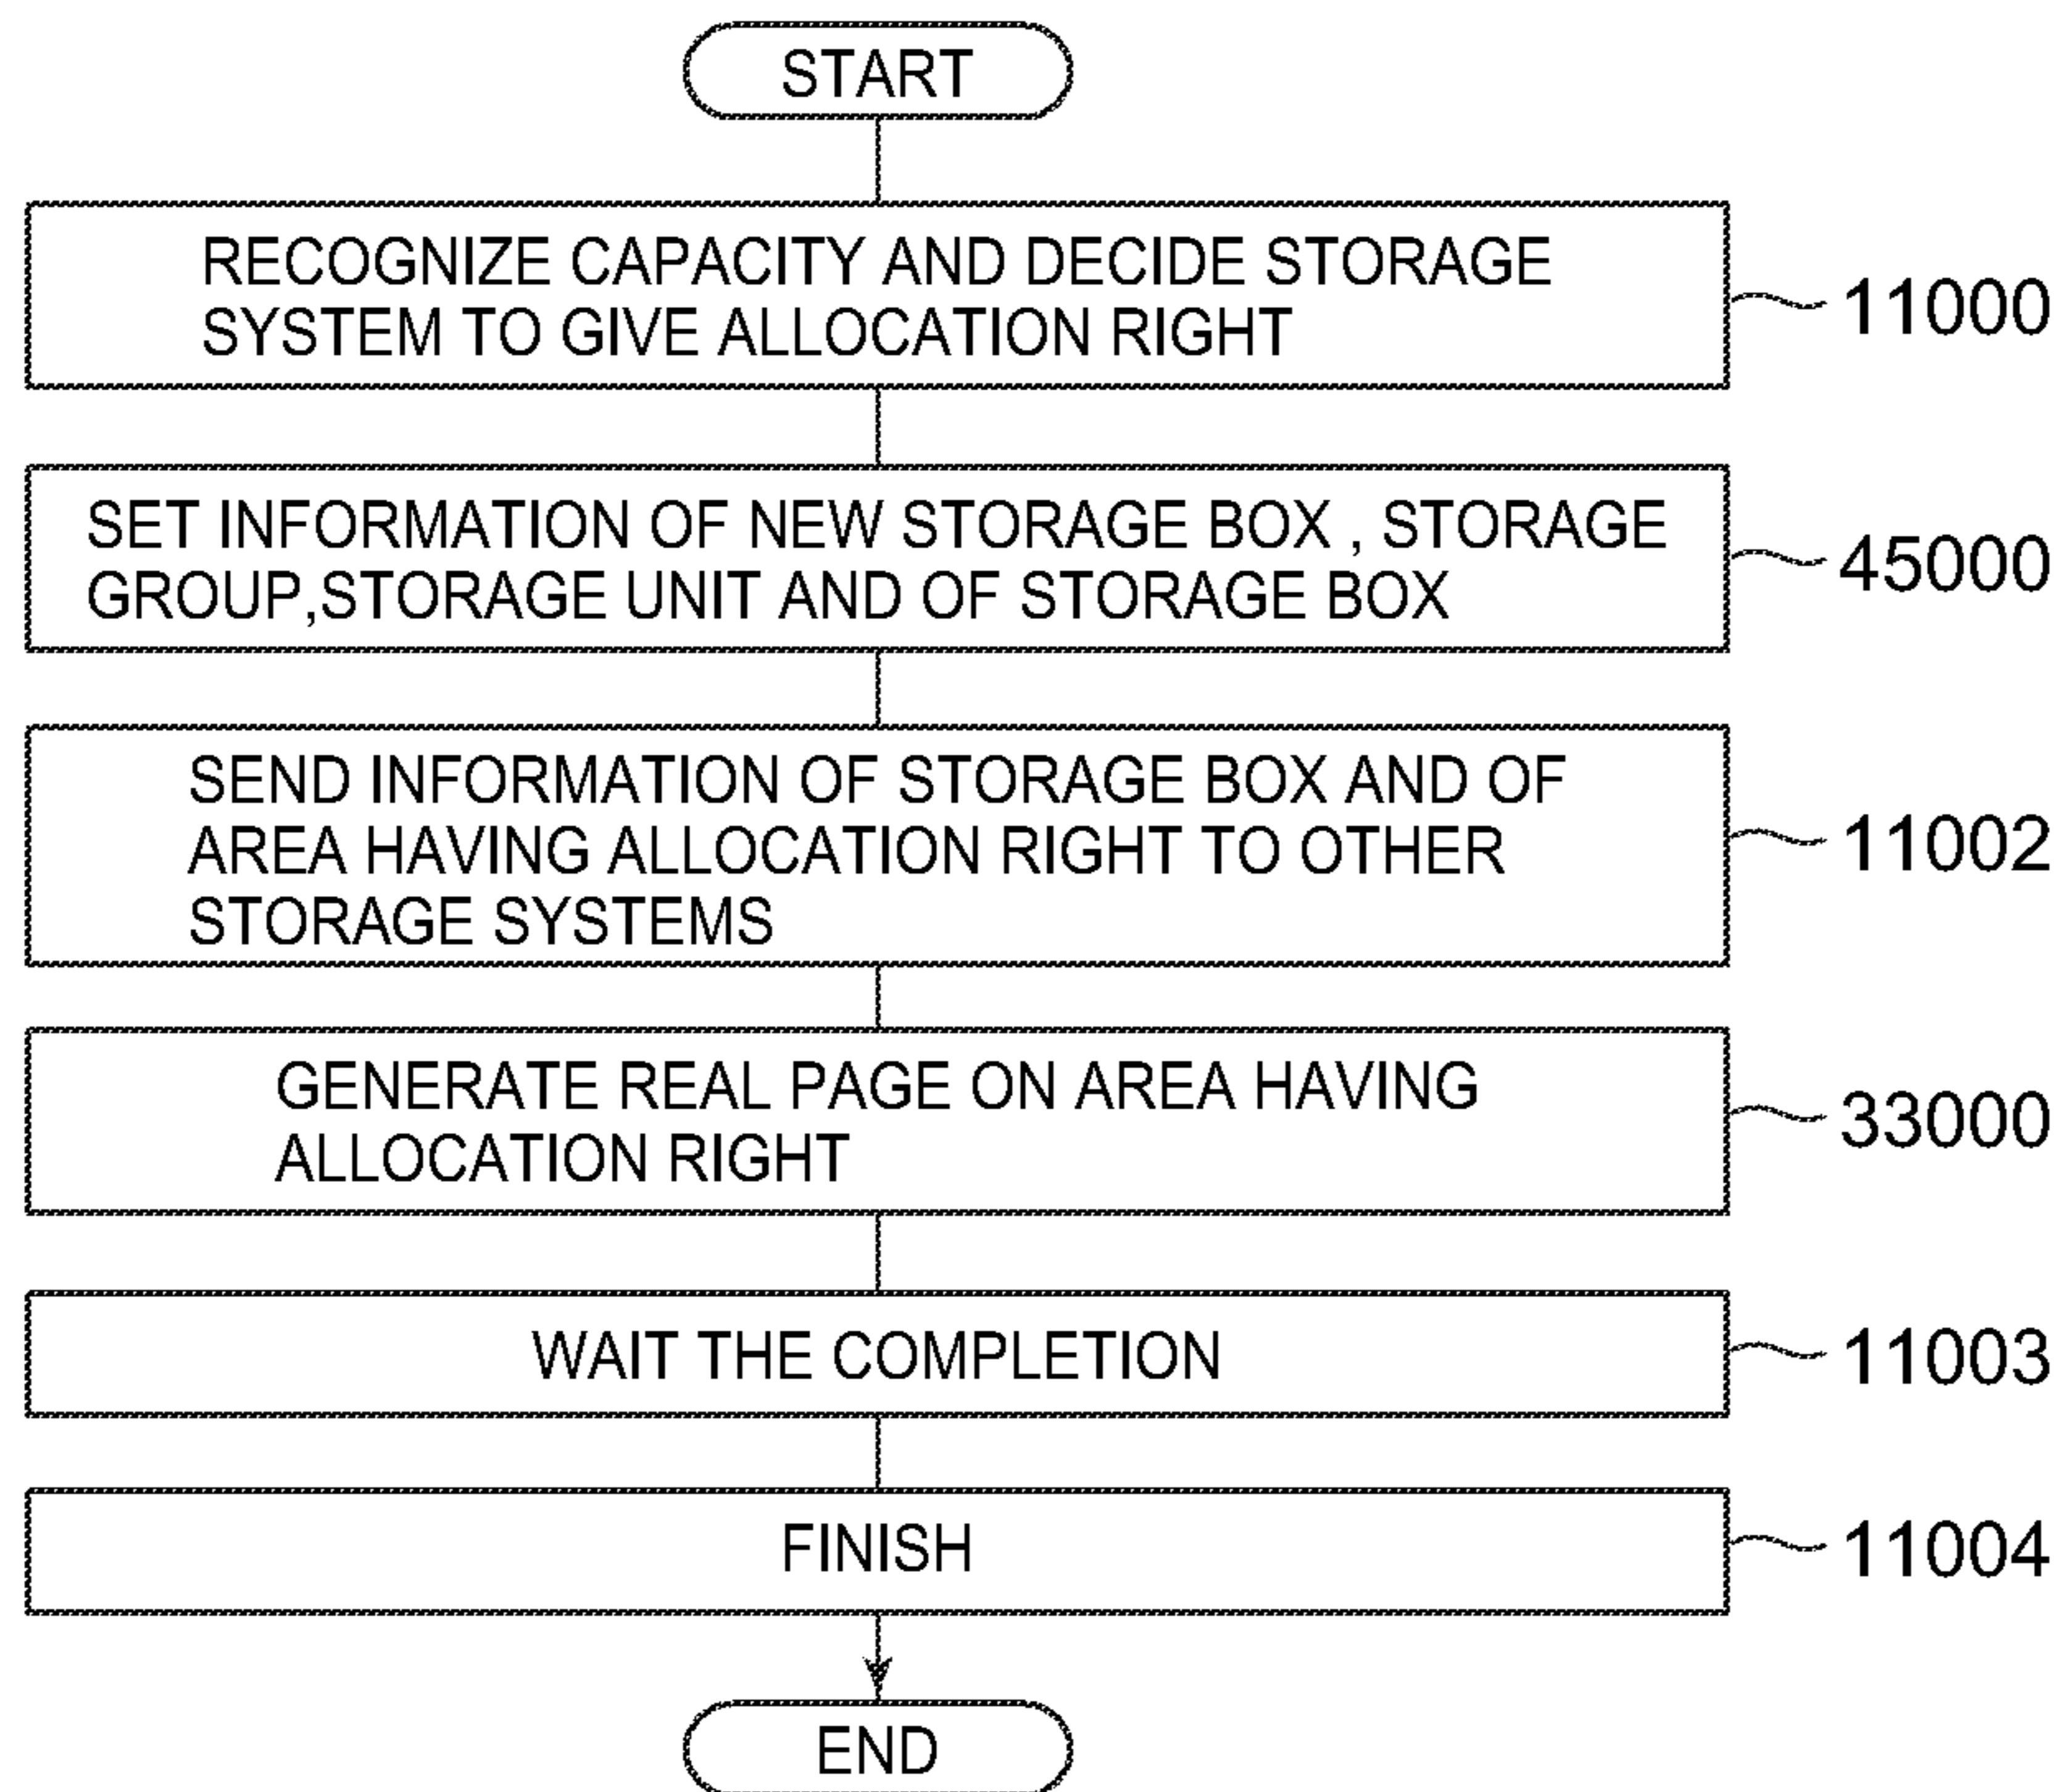 START
RECOGNIZE CAPACITY AND DECIDE STORAGE
SYSTEM TO GIVE ALLOCATION RIGHT
11000
SET INFORMATION OF NEW STORAGE BOX , STORAGE
GROUP,STORAGE UNIT AND OF STORAGE BOX
45000
SEND INFORMATION OF STORAGE BOX AND OF
AREA HAVING ALLOCATION RIGHT TO OTHER
STORAGE SYSTEMS
11002
GENERATE REAL PAGE ON AREA HAVING
ALLOCATION RIGHT
33000
WAIT THE COMPLETION
11003
FINISH
11004
END